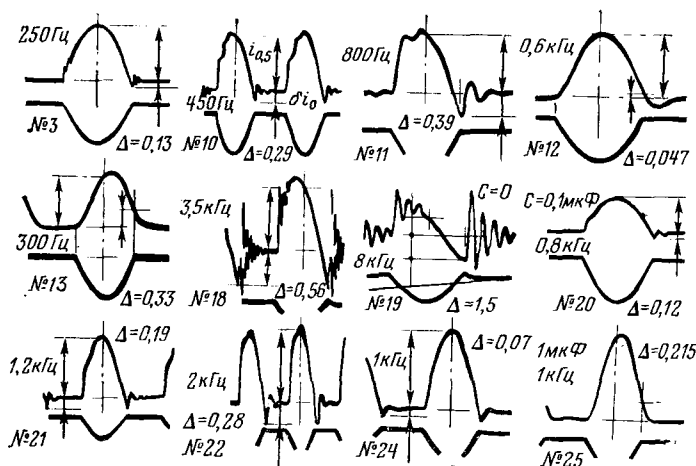 250Гц
№3
Δ=0,13
i₀,₅
450Гц
δi₀
№10
Δ=0,29
800Гц
Δ=0,39
№11
0,6кГц
№12
Δ=0,047
300Гц
№13
Δ=0,33
3,5кГц
№18
Δ=0,56
C=0
8кГц
№19
Δ=1,5
C=0,1мкФ
0,8кГц
№20
Δ=0,12
Δ=0,19
1,2кГц
№21
2кГц
Δ=0,28
№22
1кГц
Δ=0,07
№24
1мкФ
1кГц
Δ=0,215
№25